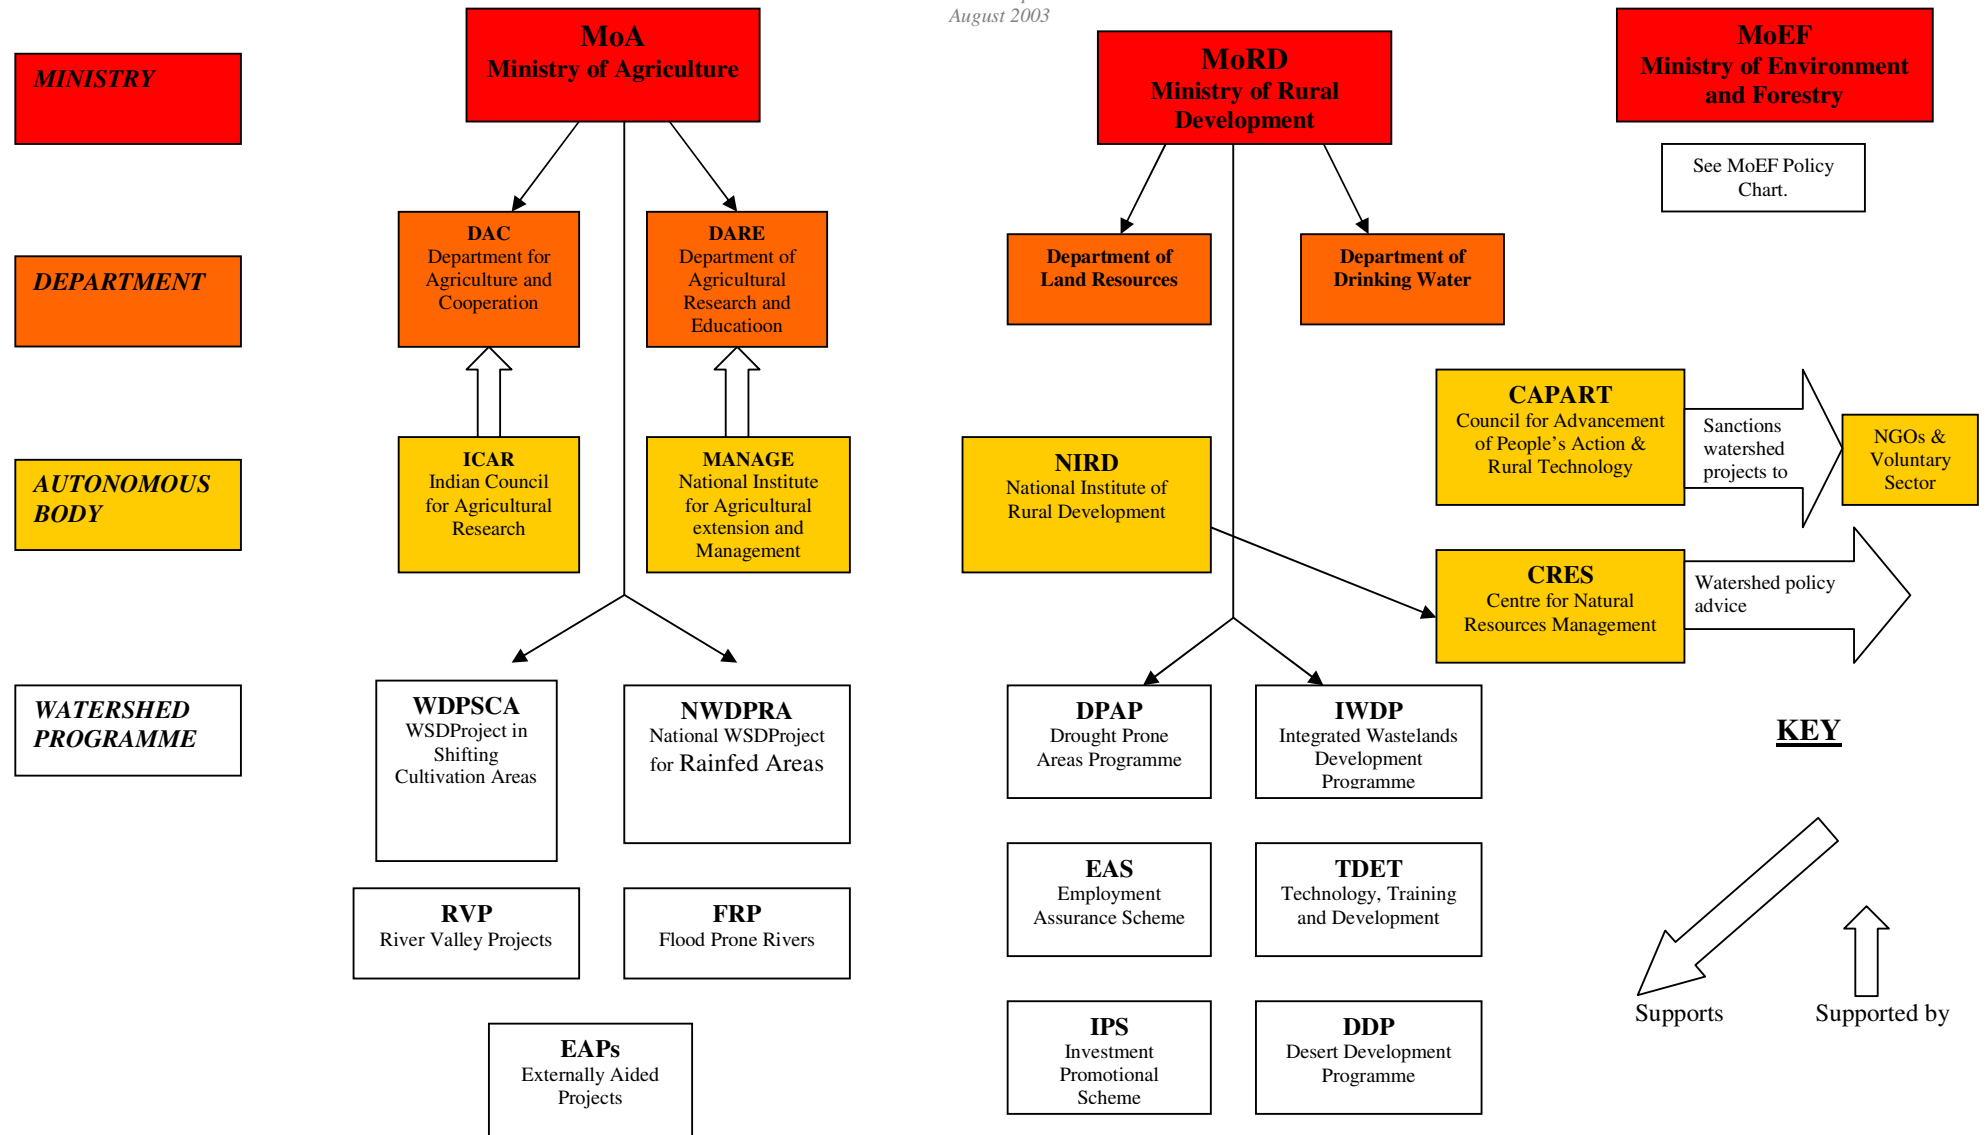 August 2003
MINISTRY
MoA
Ministry of Agriculture
MoRD
Ministry of Rural
Development
MoEF
Ministry of Environment
and Forestry
See MoEF Policy
Chart.
DEPARTMENT
DAC
Department for
Agriculture and
Cooperation
DARE
Department of
Agricultural
Research and
Educatioon
Department of
Land Resources
Department of
Drinking Water
AUTONOMOUS
BODY
ICAR
Indian Council
for Agricultural
Research
MANAGE
National Institute
for Agricultural
extension and
Management
NIRD
National Institute of
Rural Development
CAPART
Council for Advancement
of People's Action &
Rural Technology
Sanctions
watershed
projects to
NGOs &
Voluntary
Sector
CRES
Centre for Natural
Resources Management
Watershed policy
advice
WATERSHED
PROGRAMME
WDPSCA
WSDProject in
Shifting
Cultivation Areas
NWDPRA
National WSDProject
for Rainfed Areas
DPAP
Drought Prone
Areas Programme
IWDP
Integrated Wastelands
Development
Programme
KEY
RVP
River Valley Projects
FRP
Flood Prone Rivers
EAS
Employment
Assurance Scheme
TDET
Technology, Training
and Development
EAPs
Externally Aided
Projects
IPS
Investment
Promotional
Scheme
DDP
Desert Development
Programme
Supports
Supported by